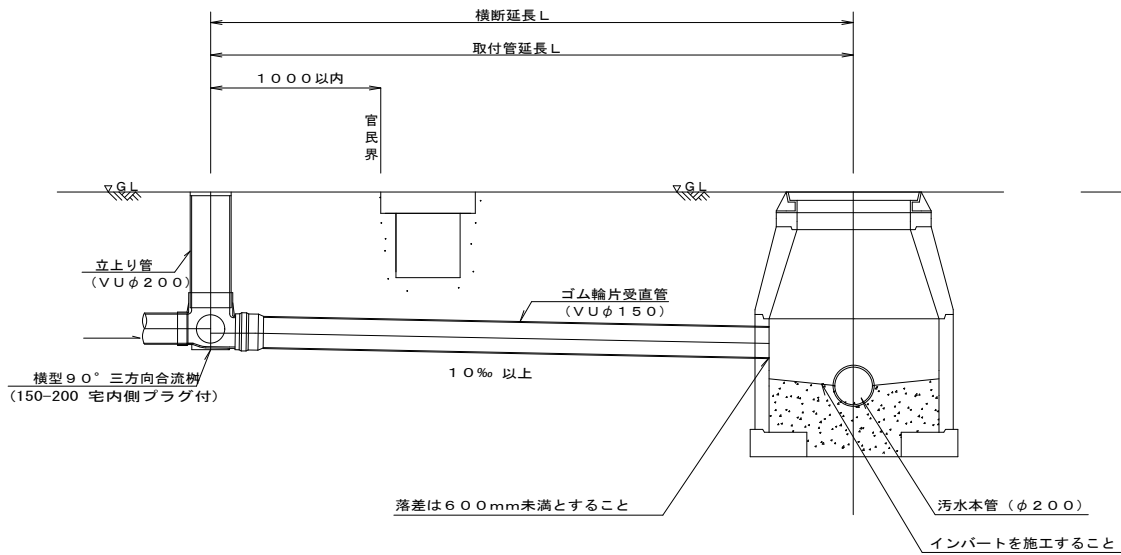 横断延長Ｌ
取付管延長Ｌ
１０００以内
官民界
ＧＬ
ＧＬ
立上り管
（ＶＵφ２００）
ゴム輪片受直管
（ＶＵφ１５０）
横型９０°三方向合流桝
(150-200 宅内側プラグ付)
１０‰ 以上
落差は６００mm未満とすること
汚水本管（φ２００）
インバートを施工すること